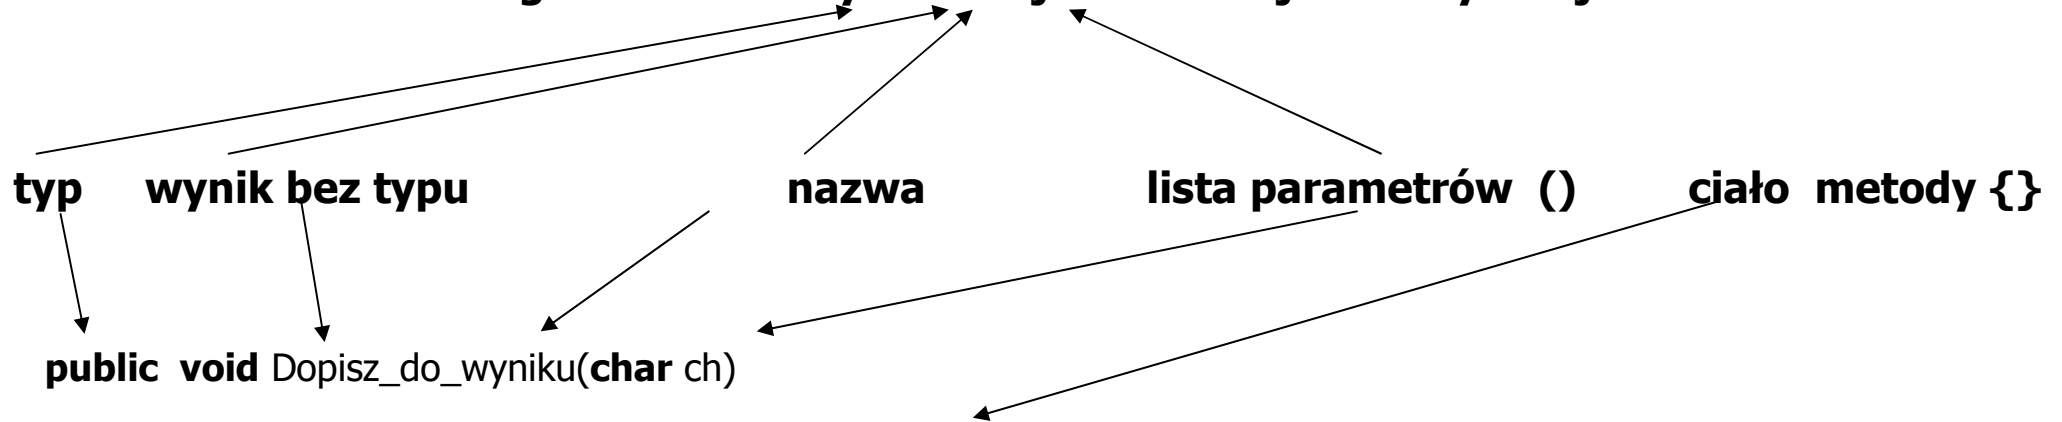 typ wynik bez typu nazwa lista parametrów () ciało metody {}
public void Dopisz_do_wyniku(char ch)